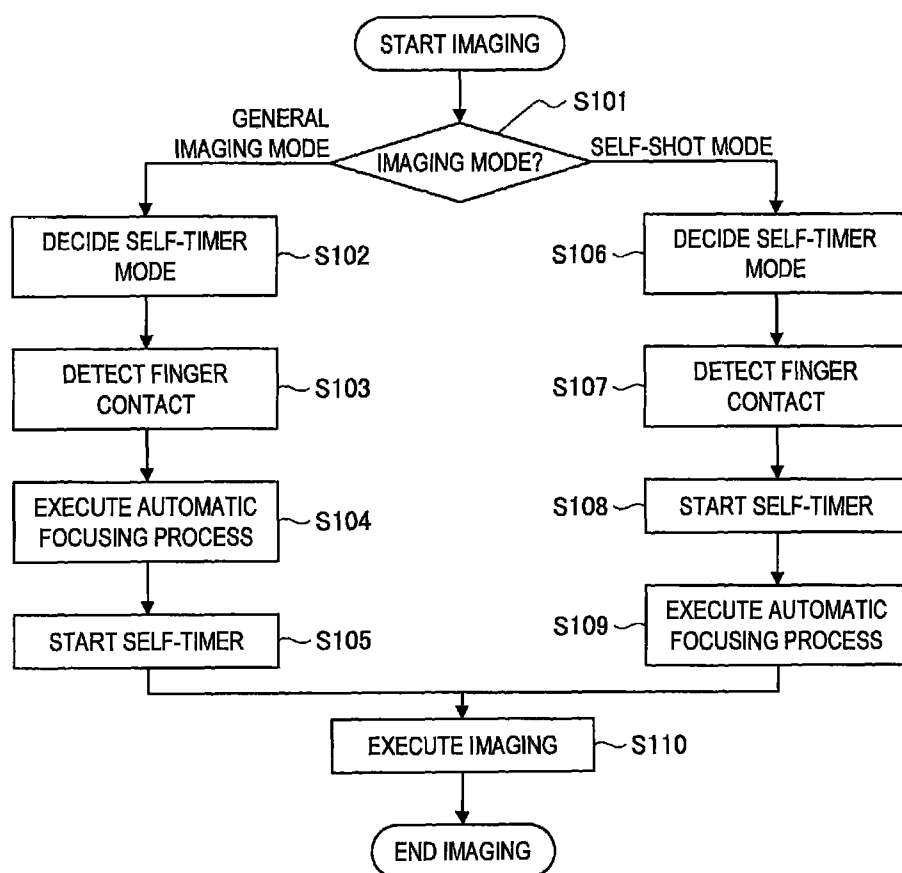 START IMAGING
S101
GENERAL
IMAGING MODE
IMAGING MODE?
SELF-SHOT MODE
DECIDE SELF-TIMER
MODE
S102
DETECT FINGER
CONTACT
S103
EXECUTE AUTOMATIC
FOCUSING PROCESS
S104
START SELF-TIMER
S105
DECIDE SELF-TIMER
MODE
S106
DETECT FINGER
CONTACT
S107
START SELF-TIMER
S108
EXECUTE AUTOMATIC
FOCUSING PROCESS
S109
EXECUTE IMAGING
S110
END IMAGING